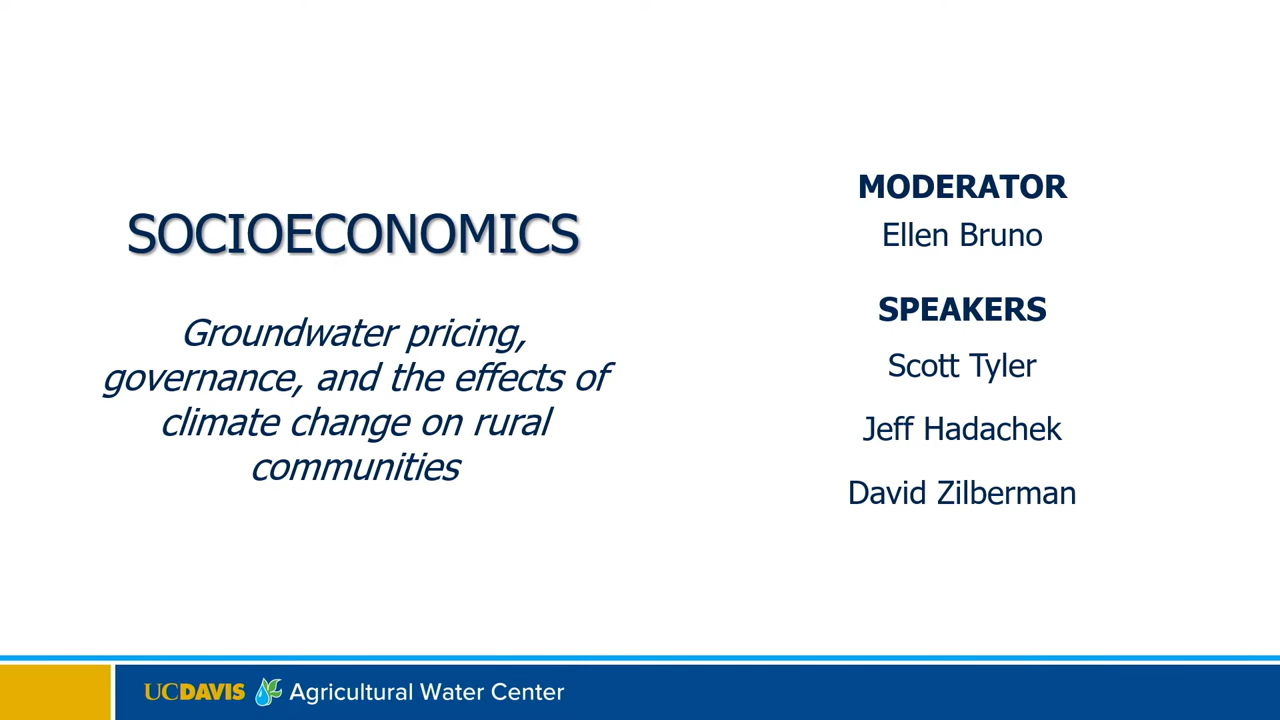 SOCIOECONOMICS
Groundwater pricing,
governance, and the effects of
climate change on rural
communities
MODERATOR
Ellen Bruno
SPEAKERS
Scott Tyler
Jeff Hadachek
David Zilberman
UCDAVIS Agricultural Water Center